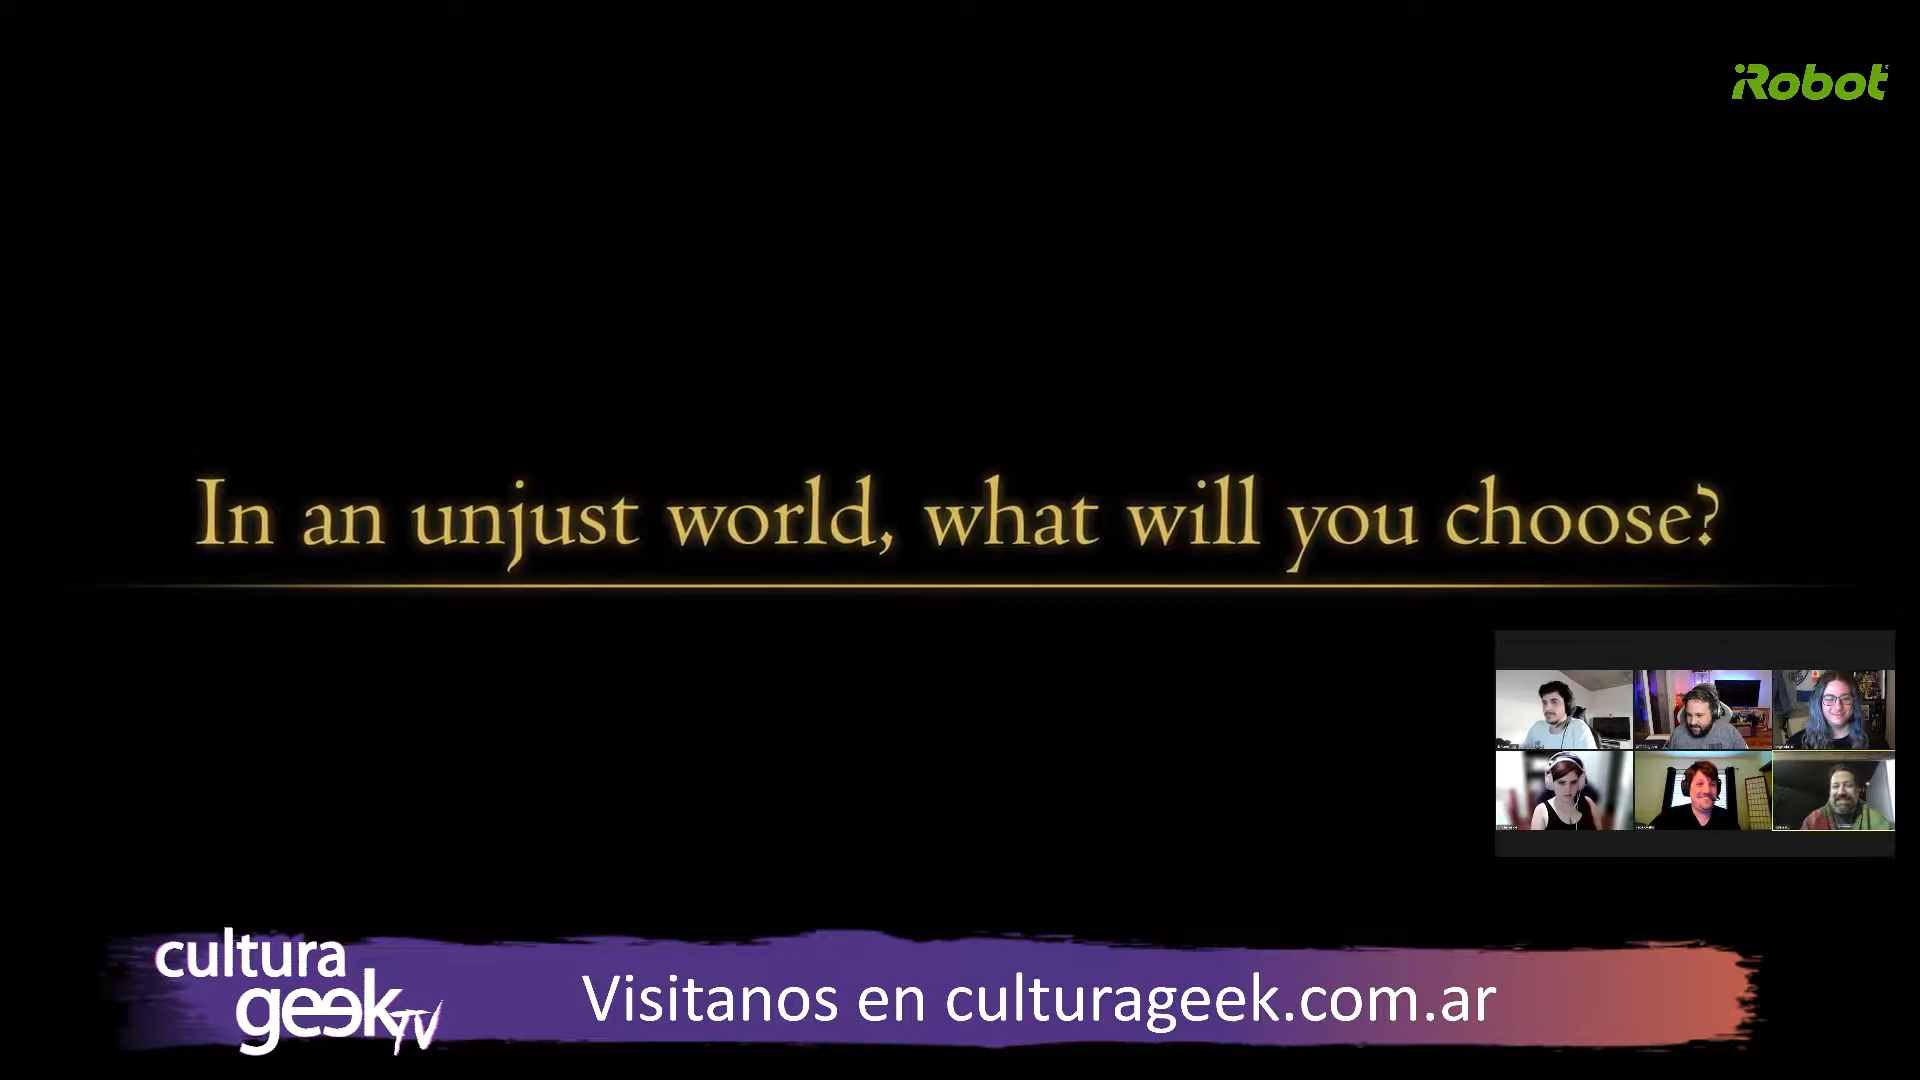 iRobot
In an unjust world, what will you choose?
cultura
geek TV
Visitanos en culturageek.com.ar